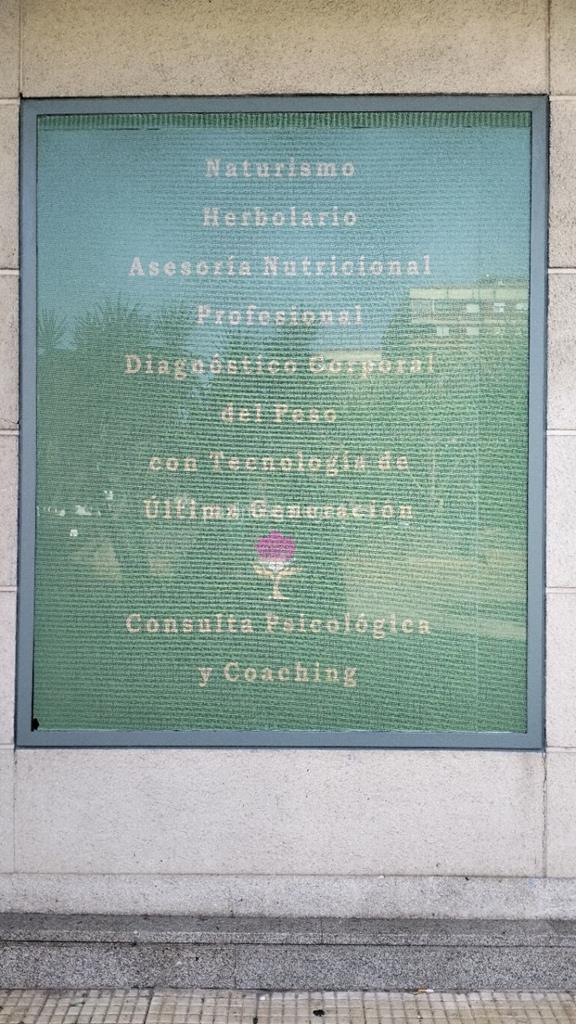 Naturismo
Herbolario
Asesoría Nutricional
Profesional
Diagnóstico Corporal
del Peso
con Tecnología de
Última Generación
Consulta Psicológica
y Coaching